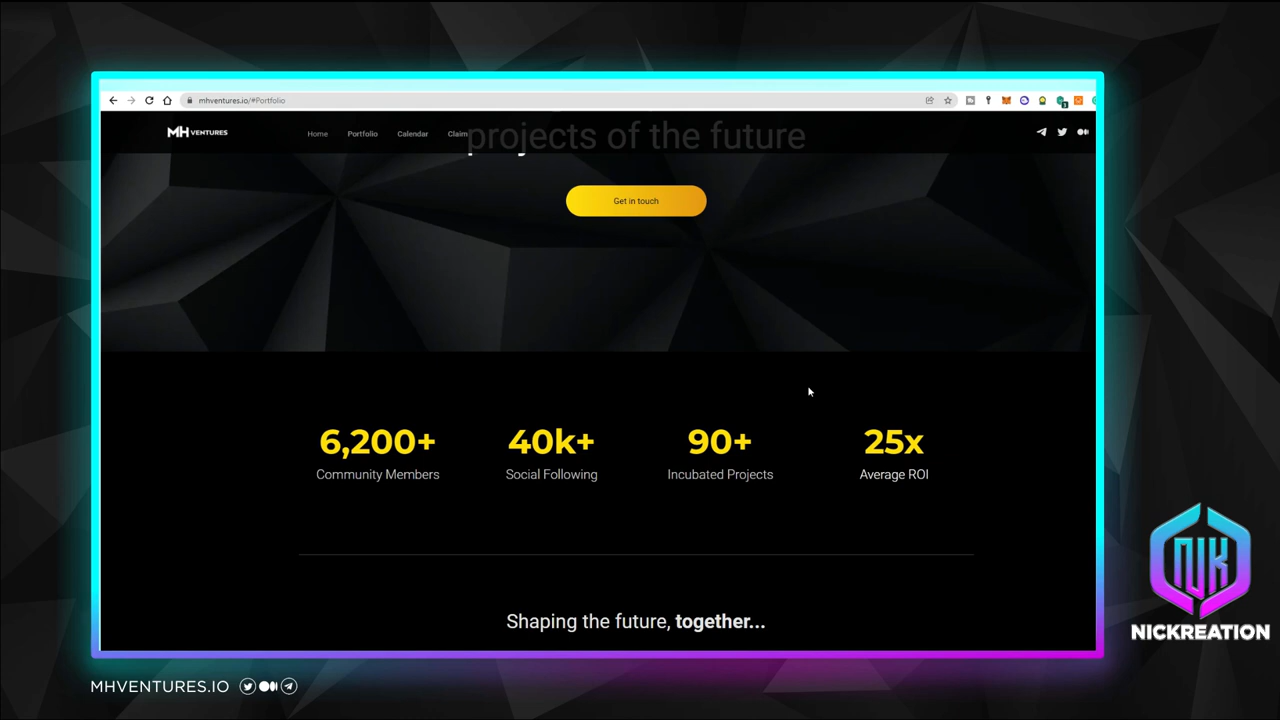 mhventures.io/#Portfolio
MH VENTURES
Home Portfolio Calendar Claim
projects of the future
Get in touch
6,200+ 40k+ 90+ 25x
Community Members Social Following Incubated Projects Average ROI
Shaping the future, together...
NICKREATION
MHVENTURES.IO